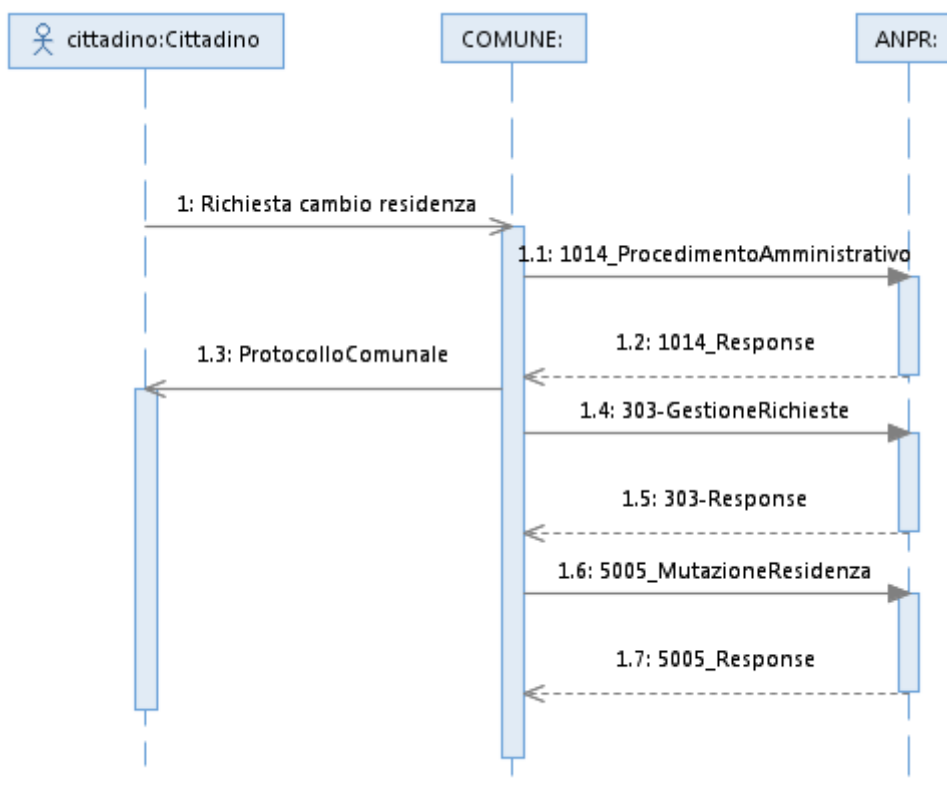 cittadino:Cittadino
COMUNE:
ANPR:
1: Richiesta cambio residenza
1.1: 1014_ProcedimentoAmministrativo
1.2: 1014_Response
1.3: ProtocolloComunale
1.4: 303-GestioneRichieste
1.5: 303-Response
1.6: 5005_MutazioneResidenza
1.7: 5005_Response